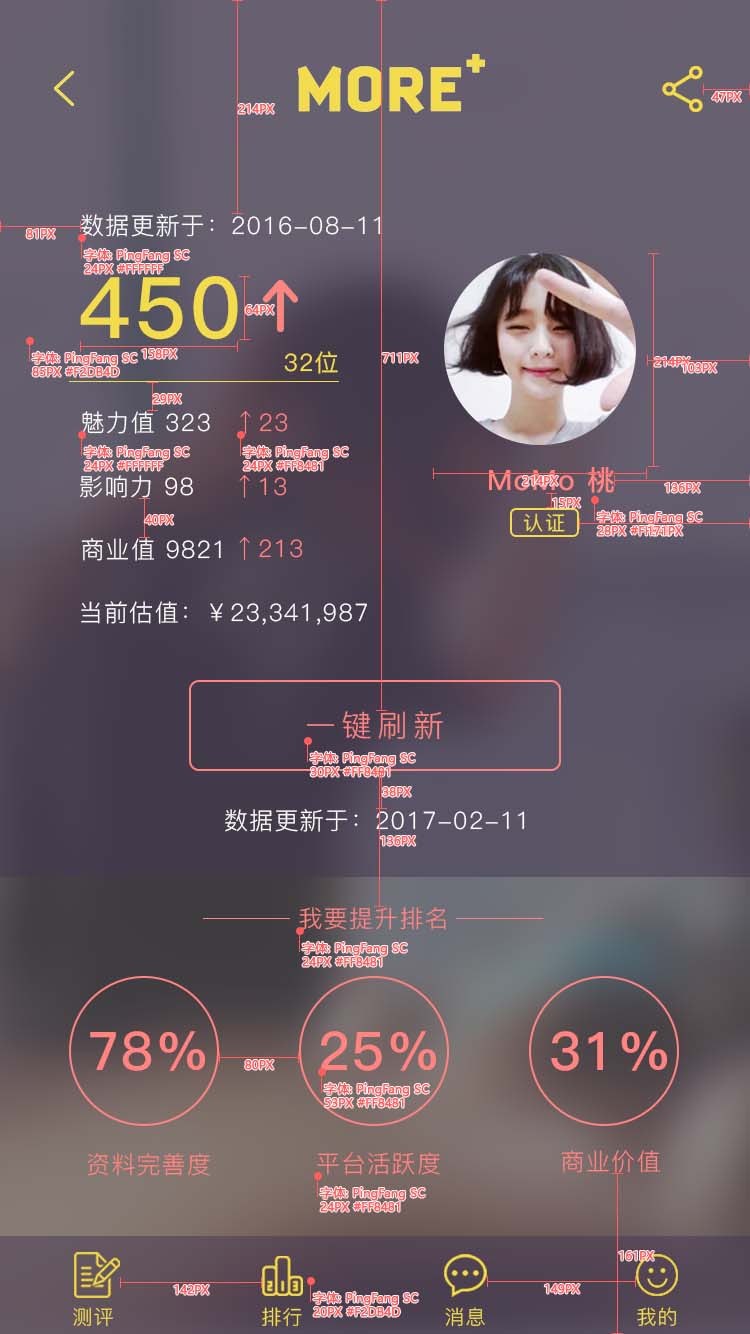 MORE+
214PX
47PX
81PX
数据更新于：2016-08-11
字体: PingFang SC
24PX #FFFFFF
450
64PX
字体: PingFang SC
85PX #F2DB4D
158PX
32位
711PX
214PX
103PX
29PX
魅力值 323 ↑23
字体: PingFang SC
24PX #FFFFFF
字体: PingFang SC
24PX #FF8481
影响力 98 ↑13
MoMo 桃
214PX
136PX
15PX
认证
字体: PingFang SC
28PX
171PX
40PX
商业值 9821 ↑213
当前估值：￥23,341,987
一键刷新
字体: PingFang SC
30PX #FF8481
38PX
数据更新于：2017-02-11
136PX
我要提升排名
字体: PingFang SC
24PX #FF8481
78%
25%
31%
80PX
字体: PingFang SC
53PX #FF8481
资料完善度
平台活跃度
商业价值
字体: PingFang SC
24PX #FF8481
161PX
142PX
149PX
字体: PingFang SC
20PX #F2DB4D
测评
排行
消息
我的